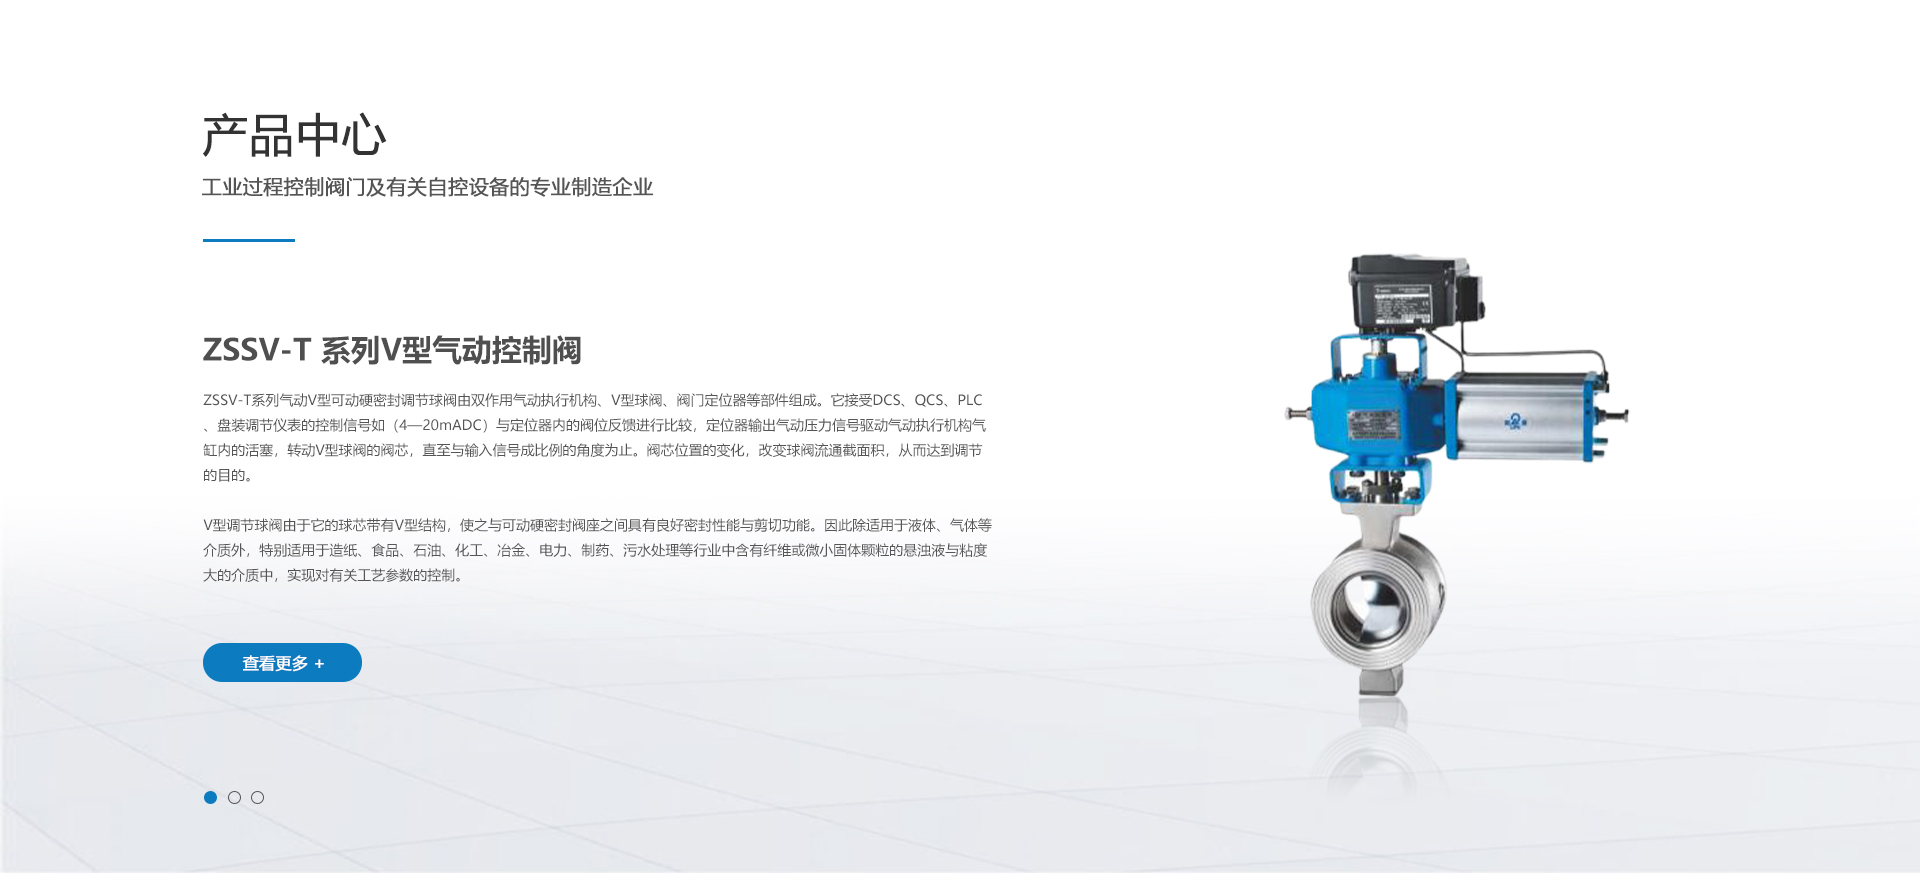 产品中心
工业过程控制阀门及有关自控设备的专业制造企业
ZSSV-T 系列V型气动控制阀
ZSSV-T系列气动V型可动硬密封调节球阀由双作用气动执行机构、V型球阀、阀门定位器等部件组成。它接受DCS、QCS、PLC
、盘装调节仪表的控制信号如（4—20mADC）与定位器内的阀位反馈进行比较，定位器输出气动压力信号驱动气动执行机构气
缸内的活塞，转动V型球阀的阀芯，直至与输入信号成比例的角度为止。阀芯位置的变化，改变球阀流通截面积，从而达到调节
的目的。
V型调节球阀由于它的球芯带有V型结构，使之与可动硬密封阀座之间具有良好密封性能与剪切功能。因此除适用于液体、气体等
介质外，特别适用于造纸、食品、石油、化工、冶金、电力、制药、污水处理等行业中含有纤维或微小固体颗粒的悬浊液与粘度
大的介质中，实现对有关工艺参数的控制。
查看更多 +